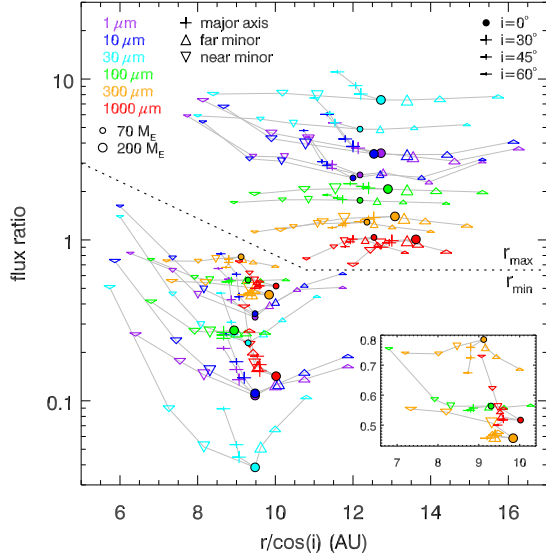 1 μm + major axis i=0°
10 μm far minor i=30°
30 μm near minor i=45°
100 μm i=60°
300 μm
1000 μm
70 M_E
200 M_E
10
1
0.1
flux ratio
r_max
r_min
0.8
0.7
0.6
0.5
7 8 9 10
6 8 10 12 14 16
r/cos(i) (AU)